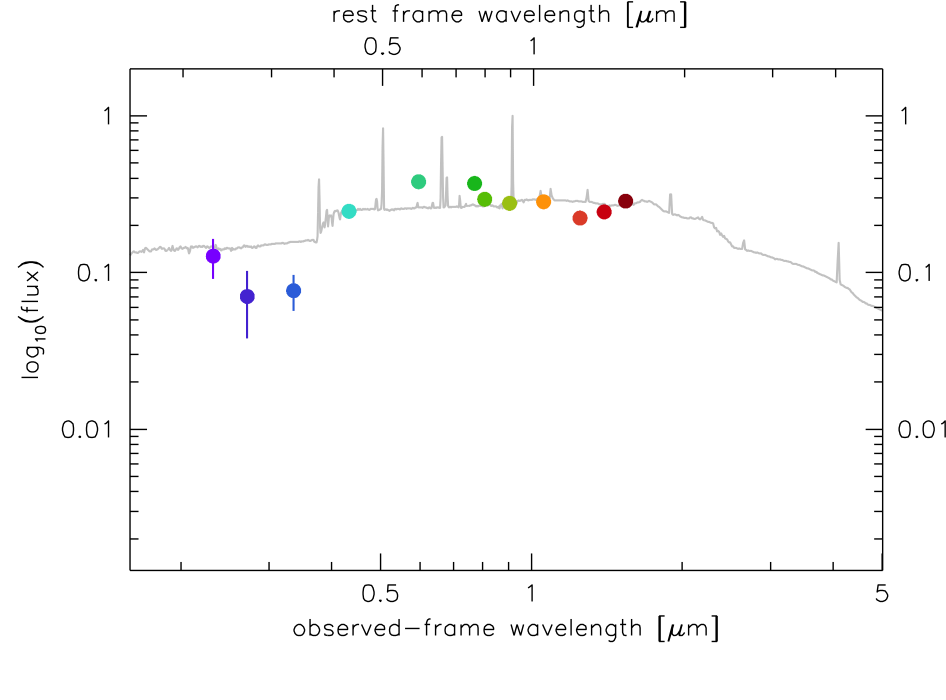 rest frame wavelength [μm]
0.5 1
1 1
0.1 0.1
0.01 0.01
log10(flux)
0.5 1 5
observed-frame wavelength [μm]